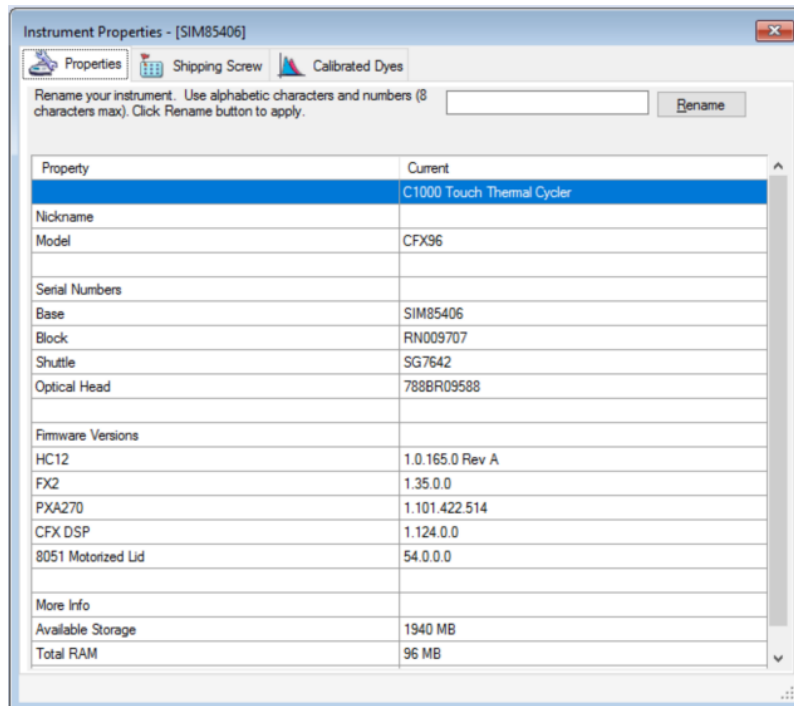 Instrument Properties - [SIM85406]
Properties Shipping Screw Calibrated Dyes
Rename your instrument. Use alphabetic characters and numbers (8
characters max). Click Rename button to apply.
Rename
Property Current
C1000 Touch Thermal Cycler
Nickname
Model CFX96
Serial Numbers
Base SIM85406
Block RN009707
Shuttle SG7642
Optical Head 788BR09588
Firmware Versions
HC12 1.0.165.0 Rev A
FX2 1.35.0.0
PXA270 1.101.422.514
CFX DSP 1.124.0.0
8051 Motorized Lid 54.0.0.0
More Info
Available Storage 1940 MB
Total RAM 96 MB